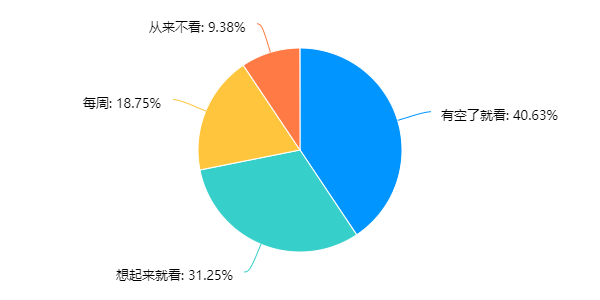 从来不看: 9.38%
每周: 18.75%
有空了就看: 40.63%
想起来就看: 31.25%